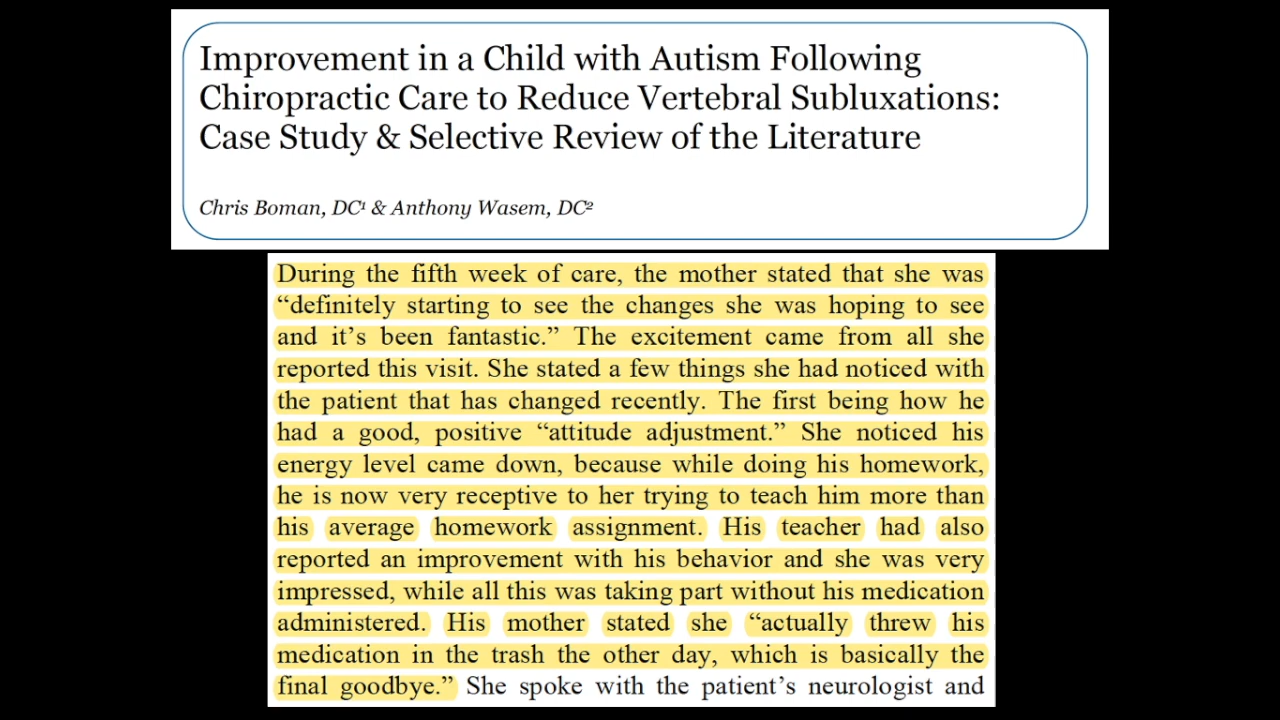 Improvement in a Child with Autism Following
Chiropractic Care to Reduce Vertebral Subluxations:
Case Study & Selective Review of the Literature
Chris Boman, DC¹ & Anthony Wasem, DC²
During the fifth week of care, the mother stated that she was
“definitely starting to see the changes she was hoping to see
and it’s been fantastic.” The excitement came from all she
reported this visit. She stated a few things she had noticed with
the patient that has changed recently. The first being how he
had a good, positive “attitude adjustment.” She noticed his
energy level came down, because while doing his homework,
he is now very receptive to her trying to teach him more than
his average homework assignment. His teacher had also
reported an improvement with his behavior and she was very
impressed, while all this was taking part without his medication
administered. His mother stated she “actually threw his
medication in the trash the other day, which is basically the
final goodbye.” She spoke with the patient’s neurologist and